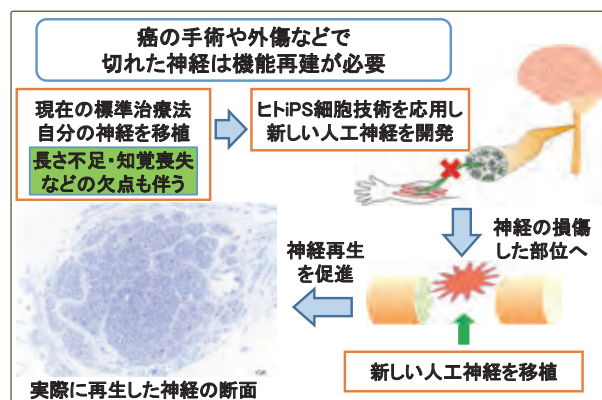 癌の手術や外傷などで
切れた神経は機能再建が必要
現在の標準治療法
自分の神経を移植
長さ不足・知覚喪失
などの欠点も伴う
ヒトiPS細胞技術を応用し
新しい人工神経を開発
神経の損傷
した部位へ
神経再生
を促進
新しい人工神経を移植
実際に再生した神経の断面